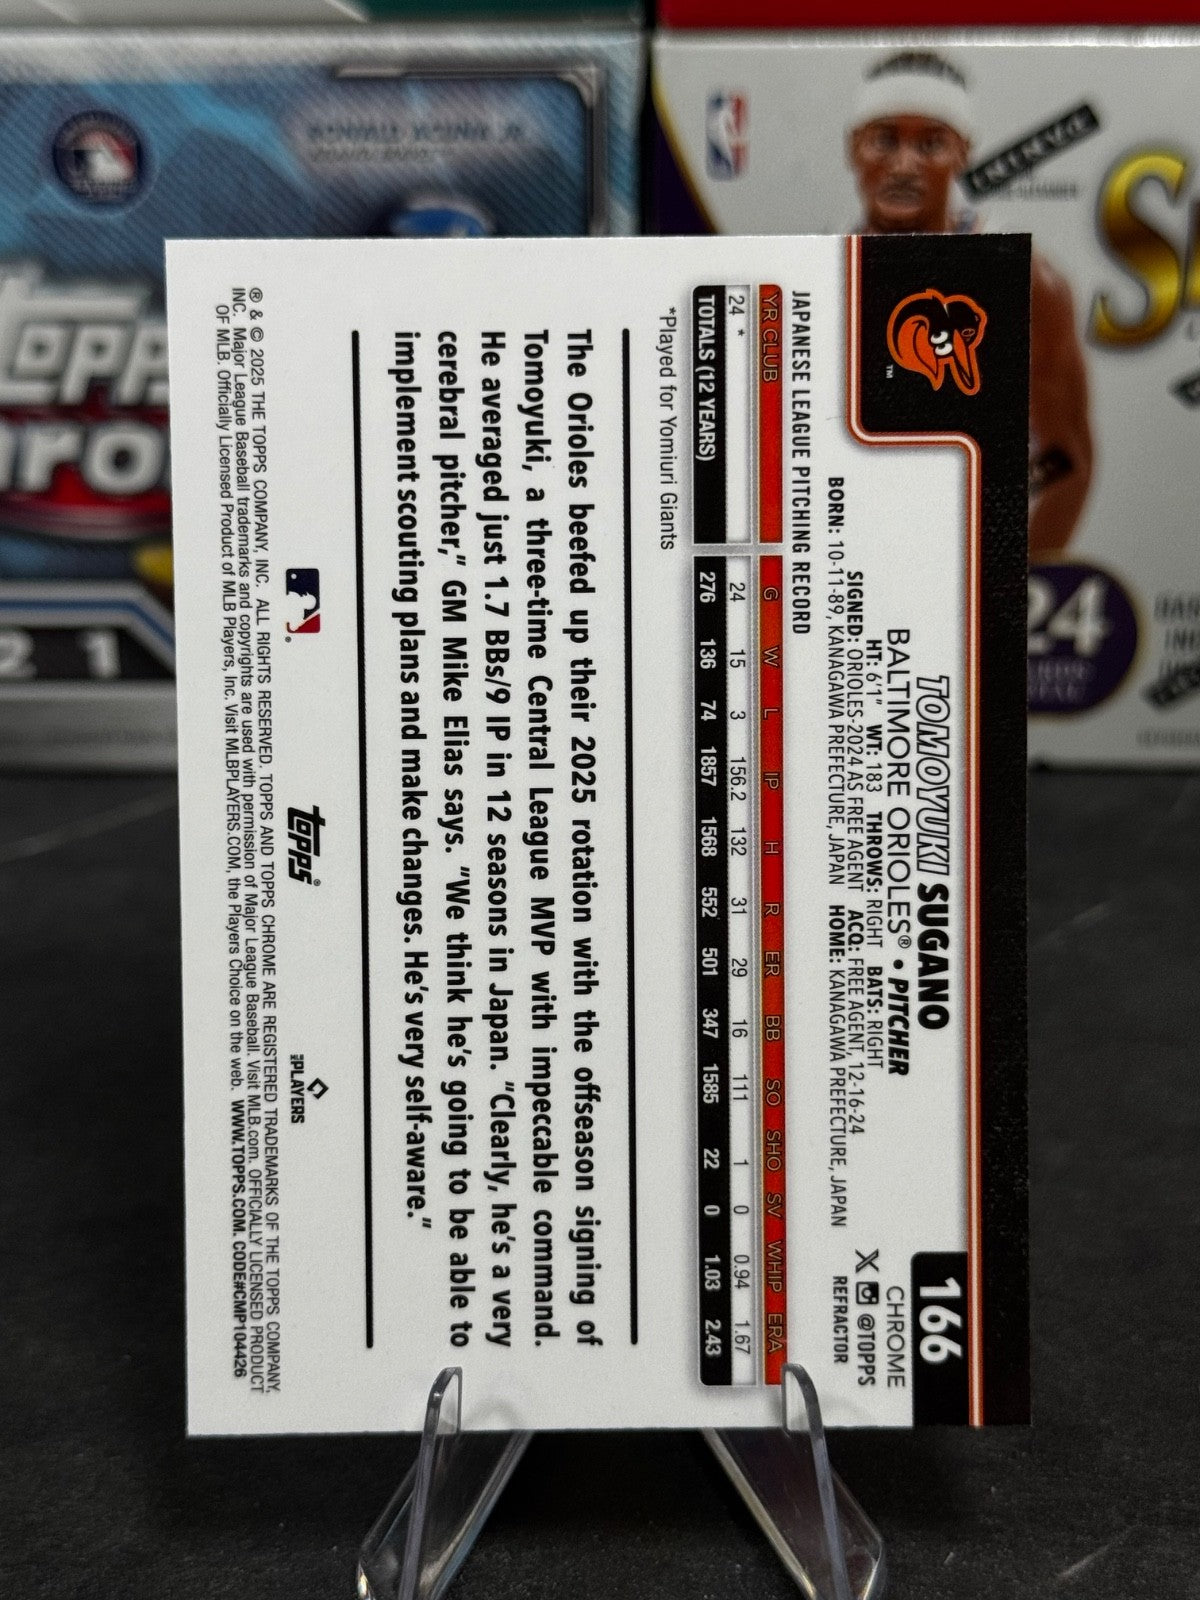 166
CHROME
TOMOYUKI SUGANO
BALTIMORE ORIOLES® • PITCHER
HT: 6'1" WT: 183 THROWS: RIGHT BATS: RIGHT
SIGNED: ORIOLES-2024 AS FREE AGENT ACQ: FREE AGENT, 12-16-24
BORN: 10-11-89, KANAGAWA PREFECTURE, JAPAN HOME: KANAGAWA PREFECTURE, JAPAN
X @TOPPS
REFRACTOR
TM
JAPANESE LEAGUE PITCHING RECORD
YR CLUB G W L IP H R ER BB SO SHO SV WHIP ERA
24 * 24 15 3 156.2 132 31 29 16 111 1 0 0.94 1.67
TOTALS (12 YEARS) 276 136 74 1857 1568 552 501 347 1585 22 0 1.03 2.43
*Played for Yomiuri Giants
The Orioles beefed up their 2025 rotation with the offseason signing of
Tomoyuki, a three-time Central League MVP with impeccable command.
He averaged just 1.7 BBs/9 IP in 12 seasons in Japan. "Clearly, he's a very
cerebral pitcher," GM Mike Elias says. "We think he's going to be able to
implement scouting plans and make changes. He's very self-aware."
topps®
PLAYERS
® & © 2025 THE TOPPS COMPANY, INC. ALL RIGHTS RESERVED. TOPPS AND TOPPS CHROME ARE REGISTERED TRADEMARKS OF THE TOPPS COMPANY,
INC. Major League Baseball trademarks and copyrights are used with permission of Major League Baseball. Visit MLB.com. OFFICIALLY LICENSED PRODUCT
OF MLB. Officially Licensed Product of MLB Players, Inc. Visit MLBPLAYERS.COM, the Players Choice on the web. WWW.TOPPS.COM. CODE#CMP104426
24
21